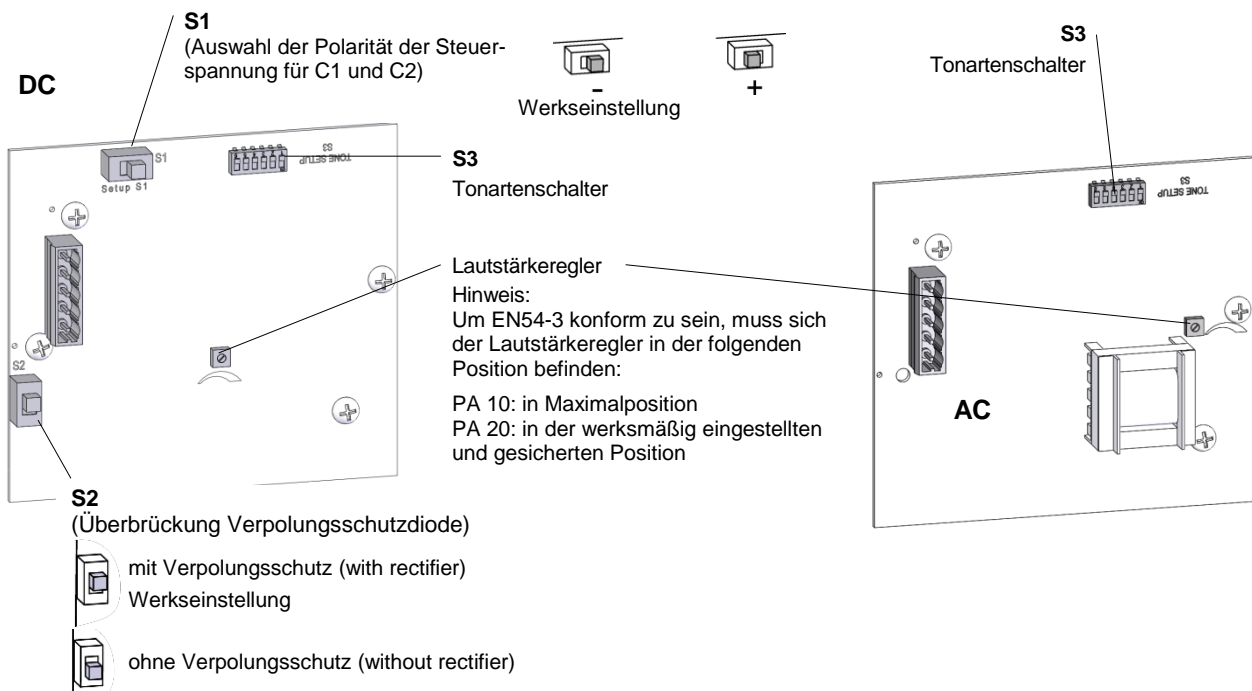 S1
(Auswahl der Polarität der Steuer-
spannung für C1 und C2)
DC
-
Werkseinstellung
+
S3
Tonartenschalter
S1
Setup S1
TONE SETUP
S3
S3
Tonartenschalter
TONE SETUP
S3
Lautstärkeregler
Hinweis:
Um EN54-3 konform zu sein, muss sich
der Lautstärkeregler in der folgenden
Position befinden:
PA 10: in Maximalposition
PA 20: in der werksmäßig eingestellten
und gesicherten Position
AC
S2
S2
(Überbrückung Verpolungsschutzdiode)
mit Verpolungsschutz (with rectifier)
Werkseinstellung
ohne Verpolungsschutz (without rectifier)